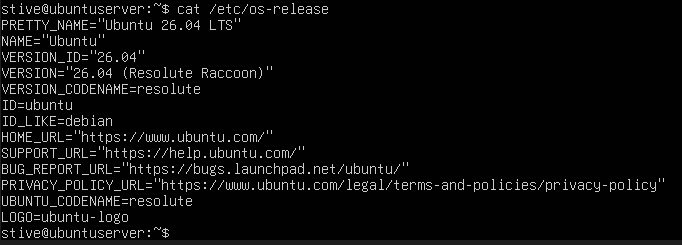 stive@ubuntuserver:~$ cat /etc/os-release
PRETTY_NAME="Ubuntu 26.04 LTS"
NAME="Ubuntu"
VERSION_ID="26.04"
VERSION="26.04 (Resolute Raccoon)"
VERSION_CODENAME=resolute
ID=ubuntu
ID_LIKE=debian
HOME_URL="https://www.ubuntu.com/"
SUPPORT_URL="https://help.ubuntu.com/"
BUG_REPORT_URL="https://bugs.launchpad.net/ubuntu/"
PRIVACY_POLICY_URL="https://www.ubuntu.com/legal/terms-and-policies/privacy-policy"
UBUNTU_CODENAME=resolute
LOGO=ubuntu-logo
stive@ubuntuserver:~$